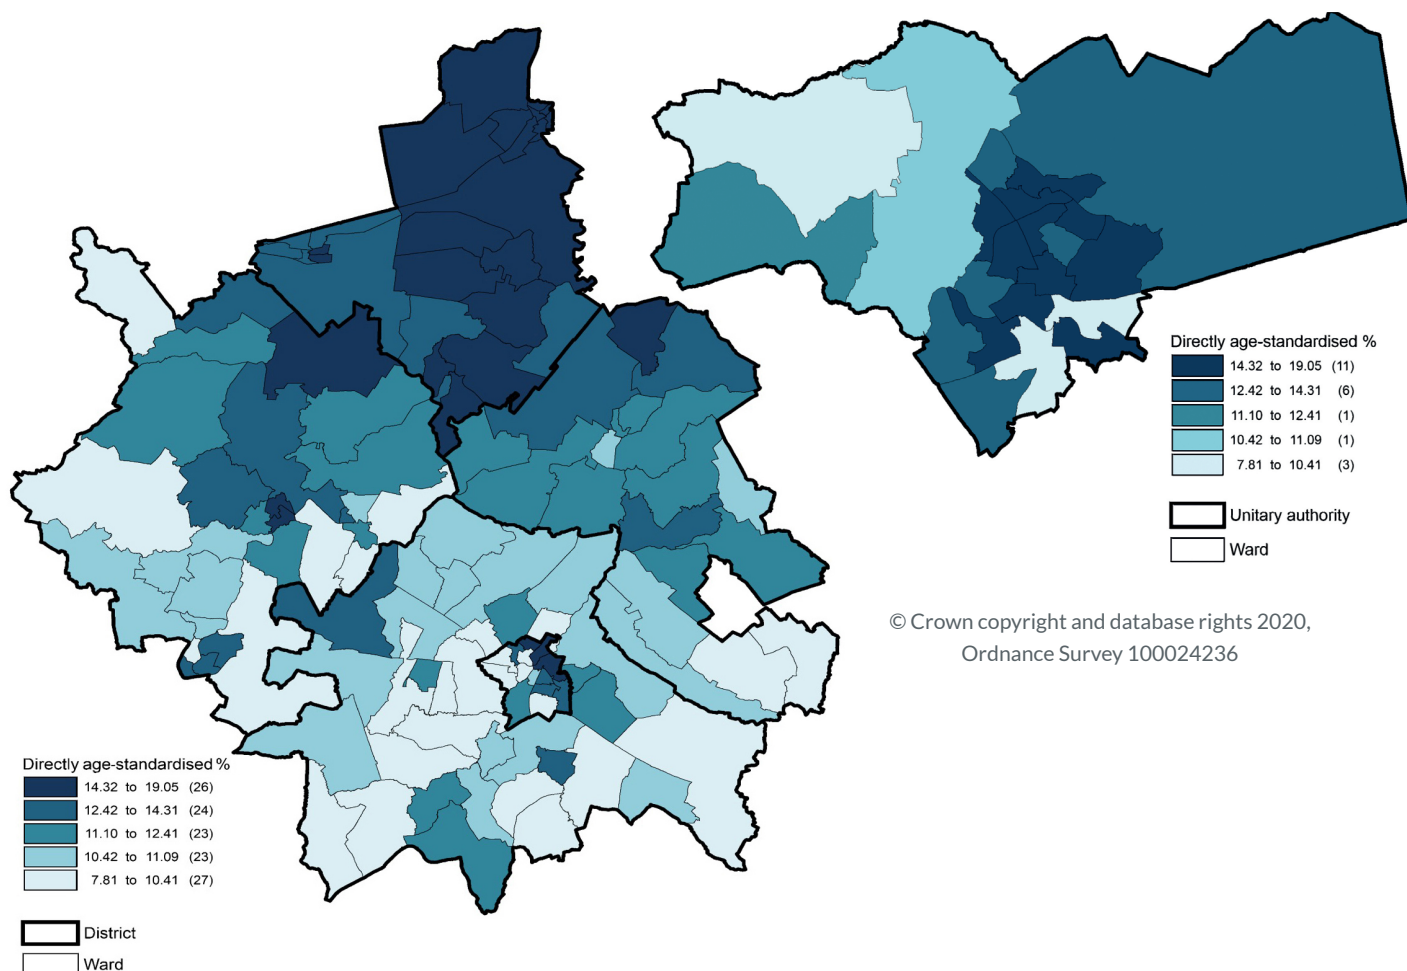 Directly age-standardised %
14.32 to 19.05 (11)
12.42 to 14.31 (6)
11.10 to 12.41 (1)
10.42 to 11.09 (1)
7.81 to 10.41 (3)
Unitary authority
Ward
© Crown copyright and database rights 2020,
Ordnance Survey 100024236
Directly age-standardised %
14.32 to 19.05 (26)
12.42 to 14.31 (24)
11.10 to 12.41 (23)
10.42 to 11.09 (23)
7.81 to 10.41 (27)
District
Ward